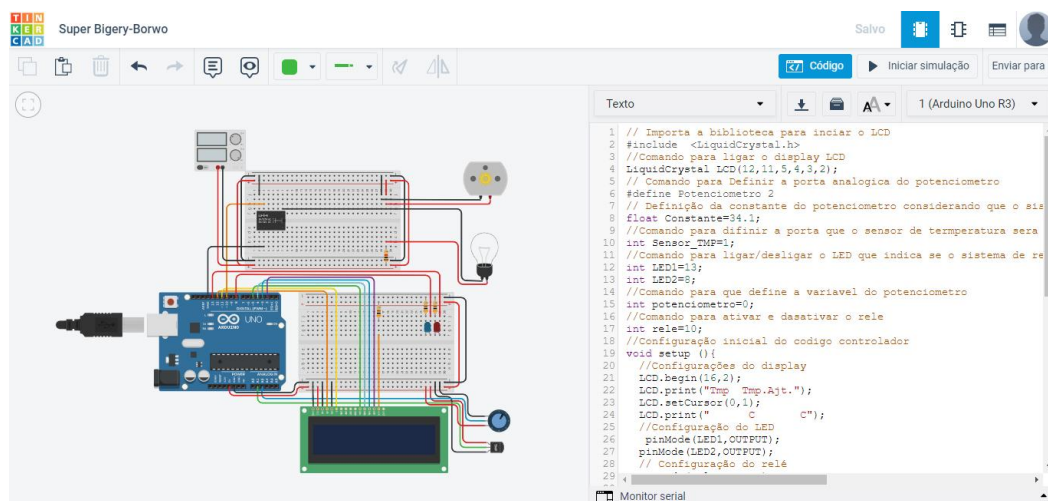 TIN
KER
CAD
Super Bigery-Borwo
Salvo
Código
Iniciar simulação
Enviar para
Texto
AA
1 (Arduino Uno R3)
1 // Importa a biblioteca para inciar o LCD
2 #include <LiquidCrystal.h>
3 //Comando para ligar o display LCD
4 LiquidCrystal LCD(12,11,5,4,3,2);
5 // Comando para Definir a porta analogica do potenciometro
6 #define Potenciometro 2
7 // Definição da constante do potenciometro considerando que o sis
8 float Constante=34.1;
9 //Comando para difinir a porta que o sensor de termperatura sera
10 int Sensor_TMP=1;
11 //Comando para ligar/desligar o LED que indica se o sistema de re
12 int LED1=13;
13 int LED2=8;
14 //Comando para que define a variavel do potenciometro
15 int potenciometro=0;
16 //Comando para ativar e dasativar o rele
17 int rele=10;
18 //Configuração inicial do codigo controlador
19 void setup (){
20 //Configurações do display
21 LCD.begin(16,2);
22 LCD.print("Tmp  Tmp.Ajt.");
23 LCD.setCursor(0,1);
24 LCD.print("     C       C");
25 //Configuração do LED
26 pinMode(LED1,OUTPUT);
27 pinMode(LED2,OUTPUT);
28 // Configuração do relé
29
Monitor serial
UNO
ARDUINO